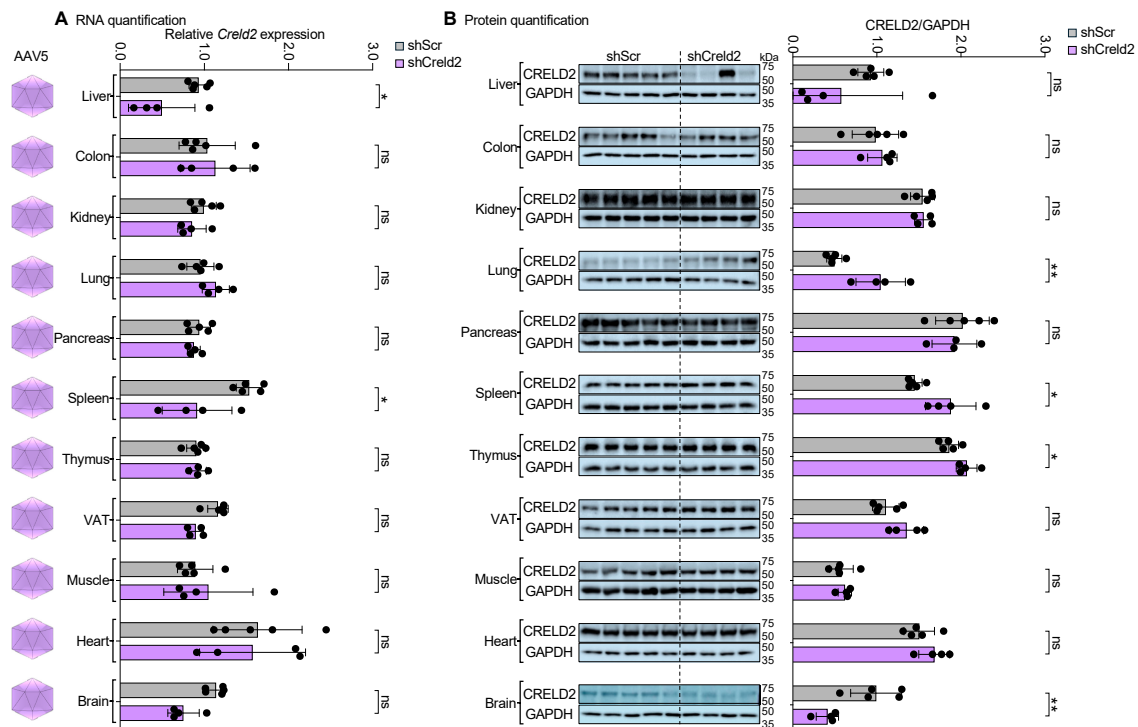 A RNA quantification
Relative Creld2 expression
AAV5
0.0 1.0 2.0 3.0
shScr
shCreld2
Liver *
Colon ns
Kidney ns
Lung ns
Pancreas ns
Spleen *
Thymus ns
VAT ns
Muscle ns
Heart ns
Brain ns
B Protein quantification
CRELD2/GAPDH
shScr shCreld2 kDa
0.0 1.0 2.0 3.0
shScr
shCreld2
Liver CRELD2 75 50 ns
GAPDH 50 35
Colon CRELD2 75 50 ns
GAPDH 50 35
Kidney CRELD2 75 50 ns
GAPDH 50 35
Lung CRELD2 75 50 **
GAPDH 50 35
Pancreas CRELD2 75 50 ns
GAPDH 50 35
Spleen CRELD2 75 50 *
GAPDH 50 35
Thymus CRELD2 75 50 *
GAPDH 50 35
VAT CRELD2 75 50 ns
GAPDH 50 35
Muscle CRELD2 75 50 ns
GAPDH 50 35
Heart CRELD2 75 50 ns
GAPDH 50 35
Brain CRELD2 75 50 **
GAPDH 50 35